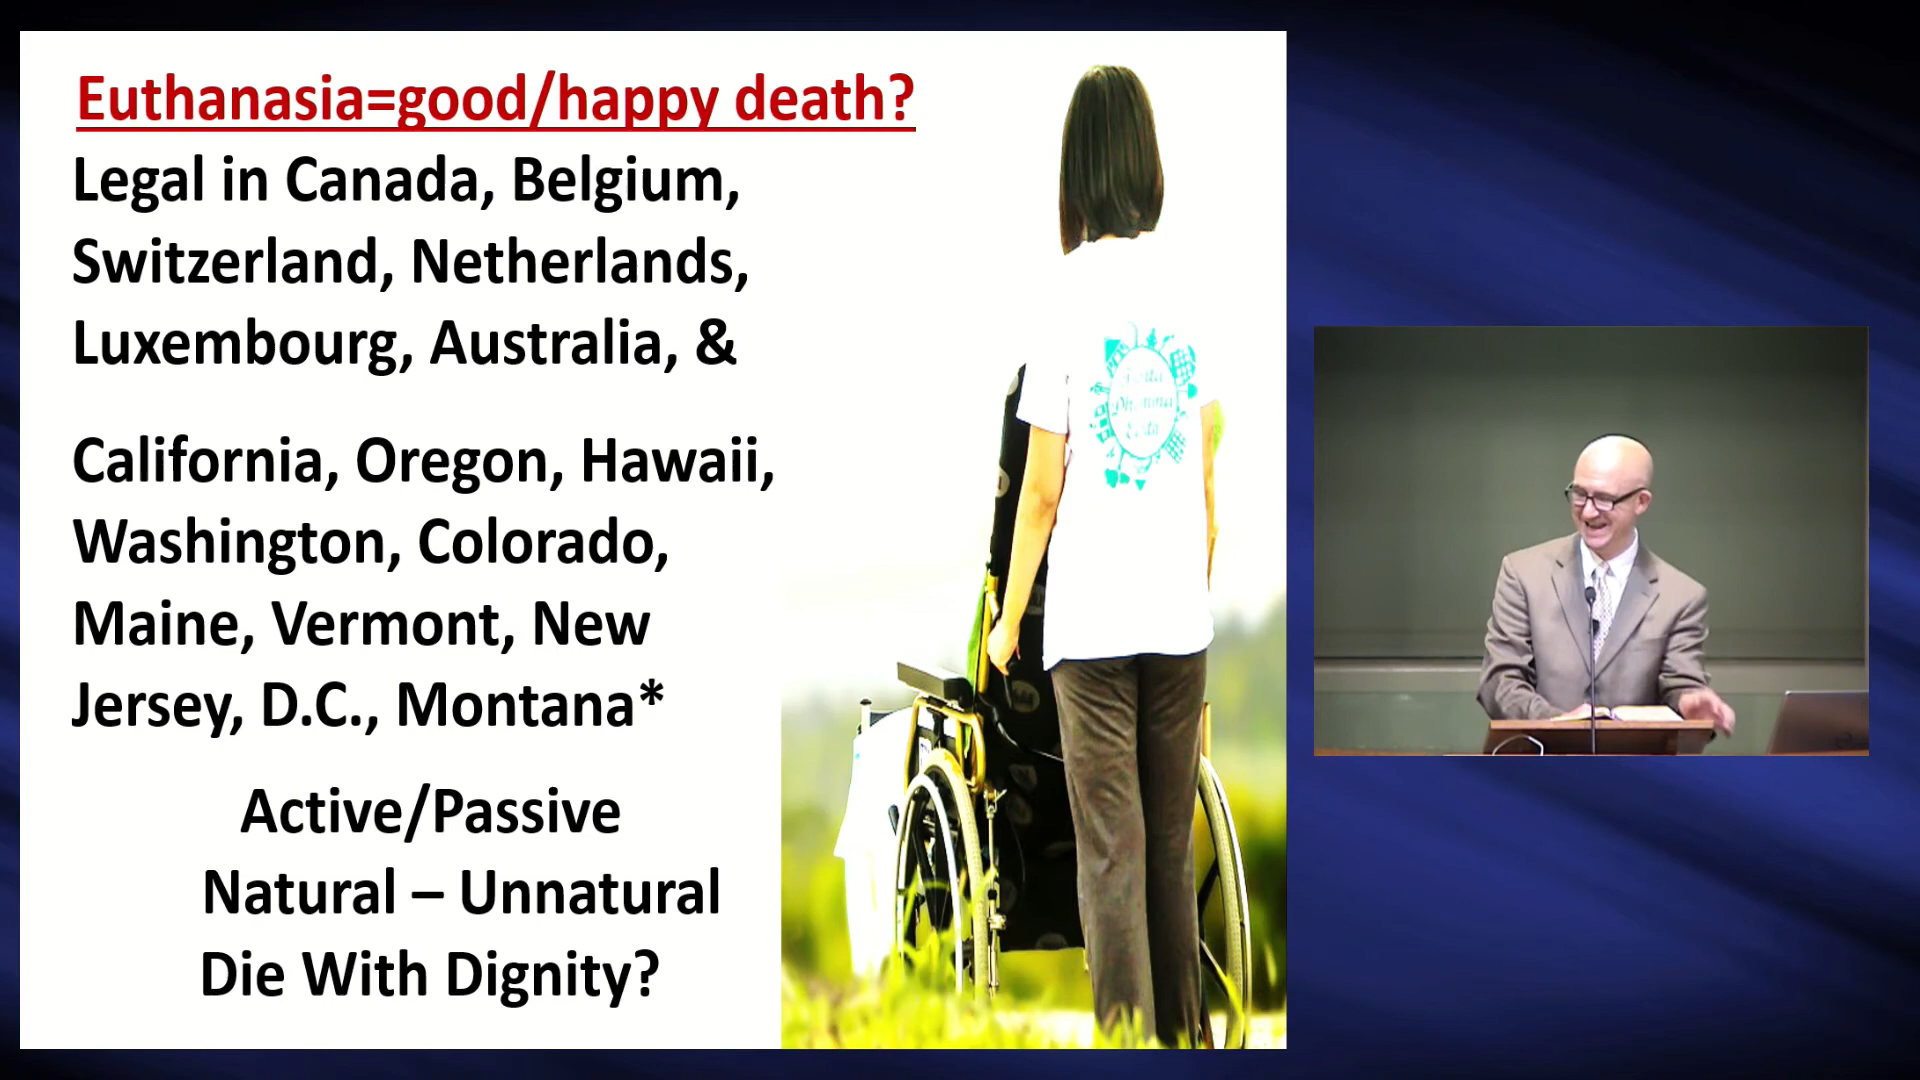 Euthanasia=good/happy death?
Legal in Canada, Belgium,
Switzerland, Netherlands,
Luxembourg, Australia, &
California, Oregon, Hawaii,
Washington, Colorado,
Maine, Vermont, New
Jersey, D.C., Montana*
Active/Passive
Natural – Unnatural
Die With Dignity?